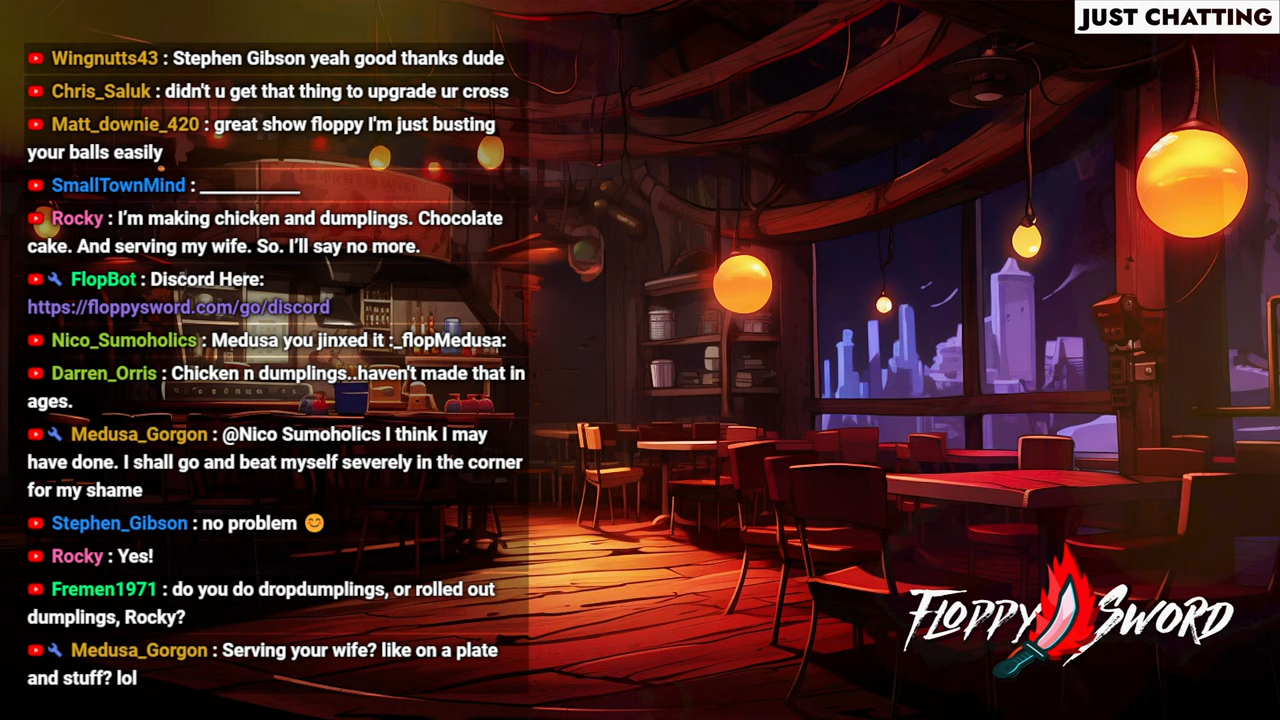 JUST CHATTING
Wingnutts43 : Stephen Gibson yeah good thanks dude
Chris_Saluk : didn't u get that thing to upgrade ur cross
Matt_downie_420 : great show floppy I'm just busting
your balls easily
SmallTownMind : ___________
Rocky : I'm making chicken and dumplings. Chocolate
cake. And serving my wife. So. I'll say no more.
FlopBot : Discord Here:
https://floppysword.com/go/discord
Nico_Sumoholics : Medusa you jinxed it :_flopMedusa:
Darren_Orris : Chicken n dumplings..haven't made that in
ages.
Medusa_Gorgon : @Nico Sumoholics I think I may
have done. I shall go and beat myself severely in the corner
for my shame
Stephen_Gibson : no problem 😊
Rocky : Yes!
Fremen1971 : do you do dropdumplings, or rolled out
dumplings, Rocky?
Medusa_Gorgon : Serving your wife? like on a plate
and stuff? lol
FLOPPY SWORD